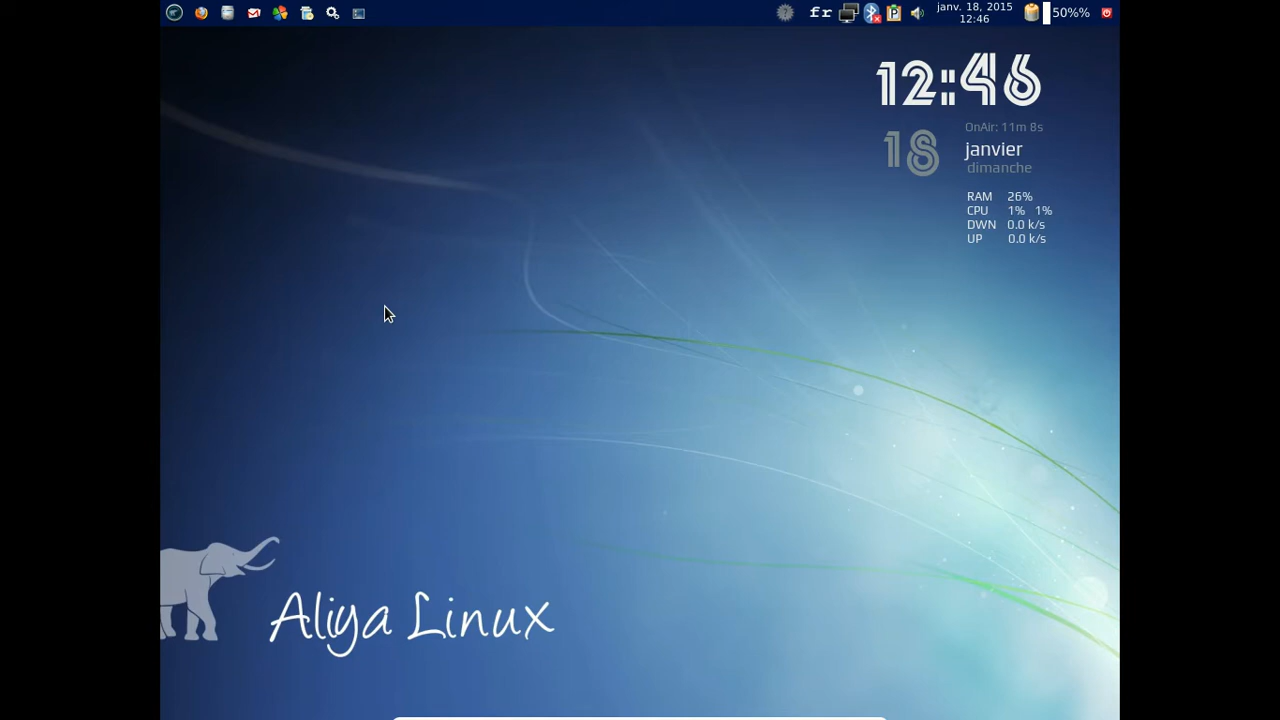 fr
janv. 18, 2015
12:46
50%%
12:46
18
OnAir: 11m 8s
janvier
dimanche
RAM 26%
CPU 1% 1%
DWN 0.0 k/s
UP 0.0 k/s
Aliya Linux